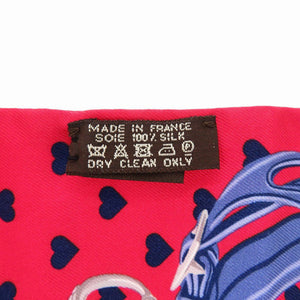 MADE IN FRANCE
SOIE 100% SILK
DRY CLEAN ONLY